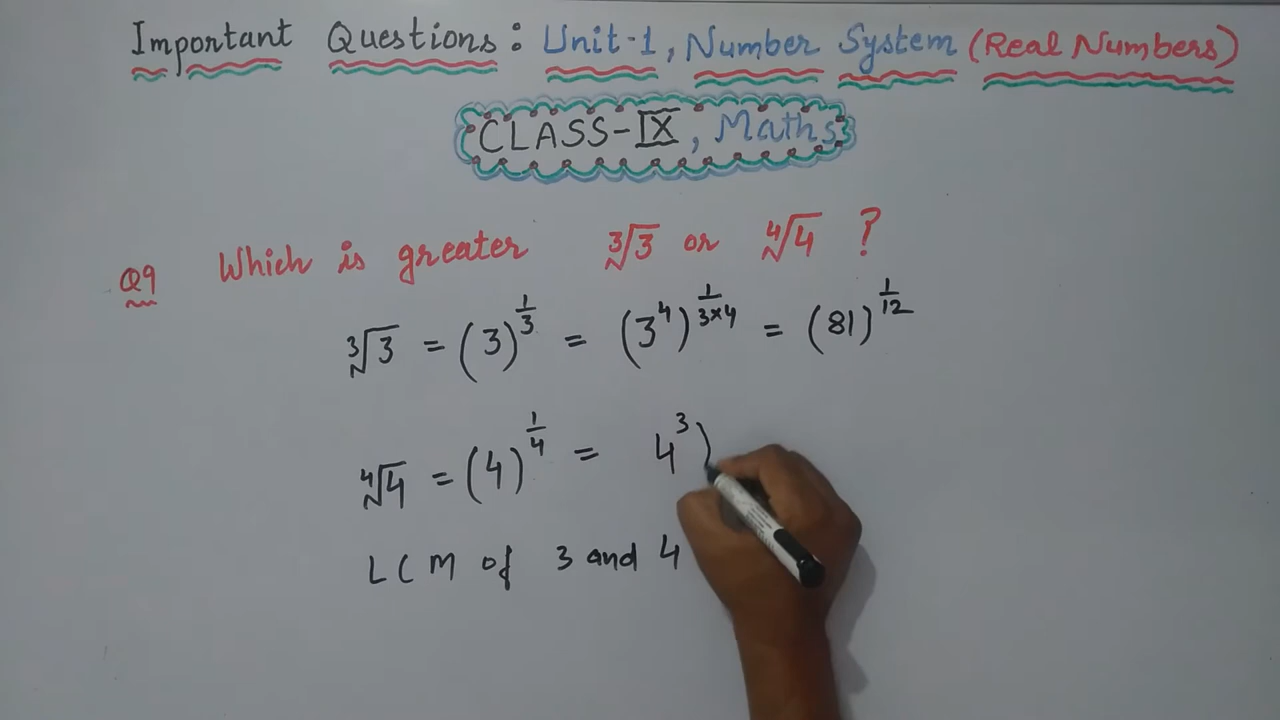 Important Questions: Unit-1, Number System (Real Numbers)
CLASS-IX, Maths
Q9 Which is greater ∛3 or ∜4 ?
∛3 = (3)^{1/3} = (3^4)^{1/3×4} = (81)^{1/12}
∜4 = (4)^{1/4} = 4^3)
LCM of 3 and 4